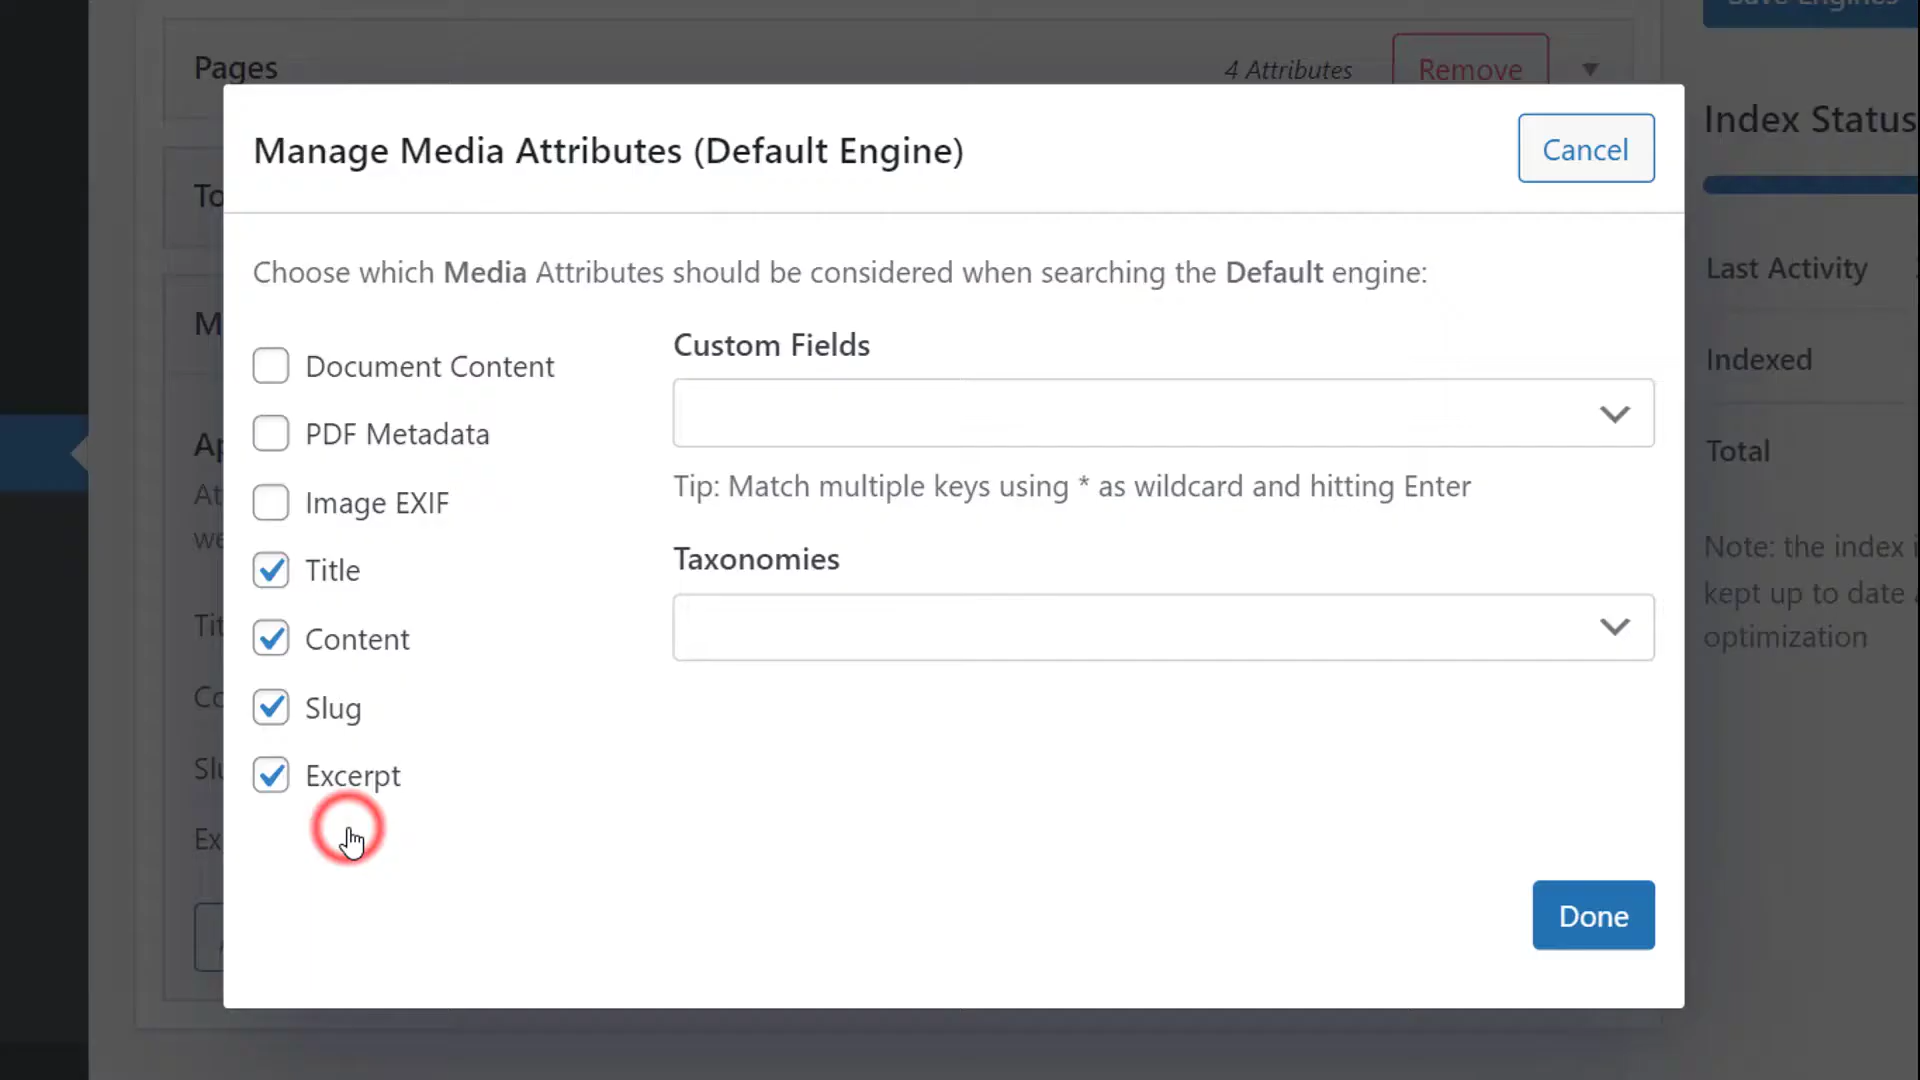 Save Engines
Pages
4 Attributes
Remove
Manage Media Attributes (Default Engine)
Cancel
Index Status
Choose which Media Attributes should be considered when searching the Default engine:
Last Activity
Document Content
Custom Fields
Indexed
PDF Metadata
Total
Image EXIF
Tip: Match multiple keys using * as wildcard and hitting Enter
Title
Taxonomies
Note: the index i
kept up to date
optimization
Content
Slug
Excerpt
Done